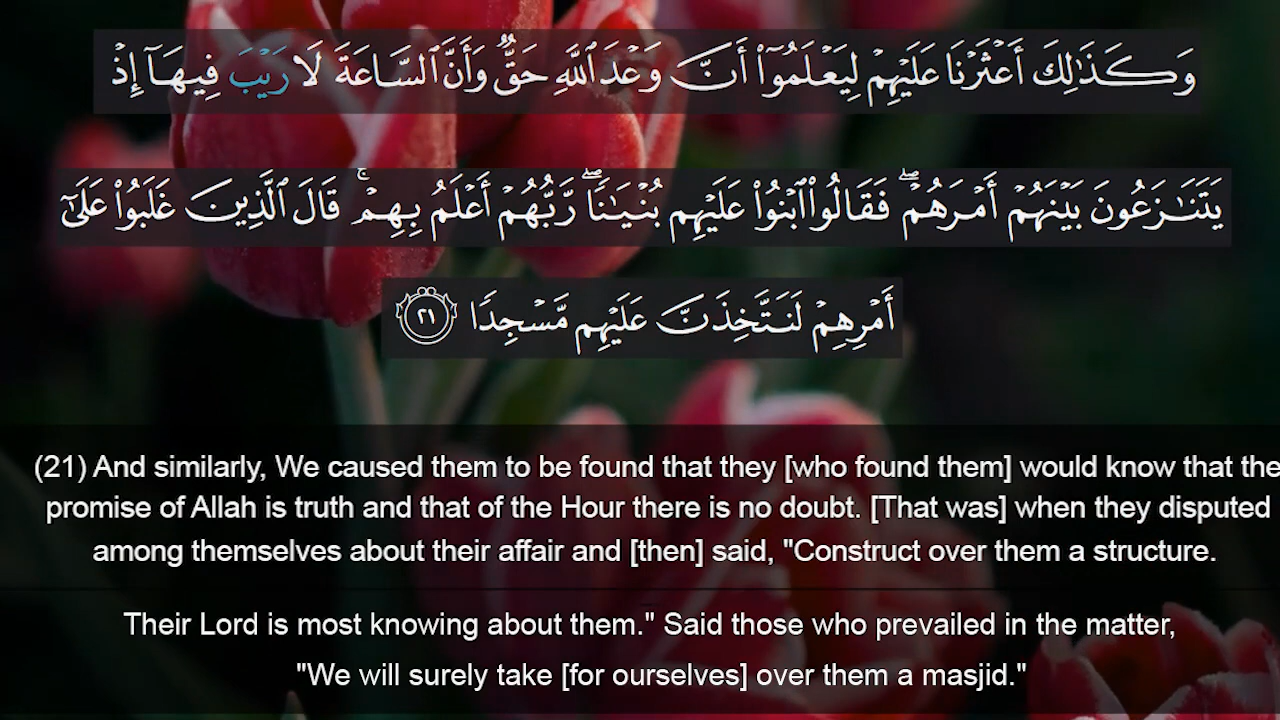 وَكَذَٰلِكَ أَعْثَرْنَا عَلَيْهِمْ لِيَعْلَمُوٓا۟ أَنَّ وَعْدَ ٱللَّهِ حَقٌّ وَأَنَّ ٱلسَّاعَةَ لَا رَيْبَ فِيهَآ إِذْ
يَتَنَـٰزَعُونَ بَيْنَهُمْ أَمْرَهُمْ ۖ فَقَالُوا۟ ٱبْنُوا۟ عَلَيْهِم بُنْيَـٰنًا ۖ رَّبُّهُمْ أَعْلَمُ بِهِمْ ۚ قَالَ ٱلَّذِينَ غَلَبُوا۟ عَلَىٰٓ
أَمْرِهِمْ لَنَتَّخِذَنَّ عَلَيْهِم مَّسْجِدًا ٢١
(21) And similarly, We caused them to be found that they [who found them] would know that the
promise of Allah is truth and that of the Hour there is no doubt. [That was] when they disputed
among themselves about their affair and [then] said, "Construct over them a structure.
Their Lord is most knowing about them." Said those who prevailed in the matter,
"We will surely take [for ourselves] over them a masjid."